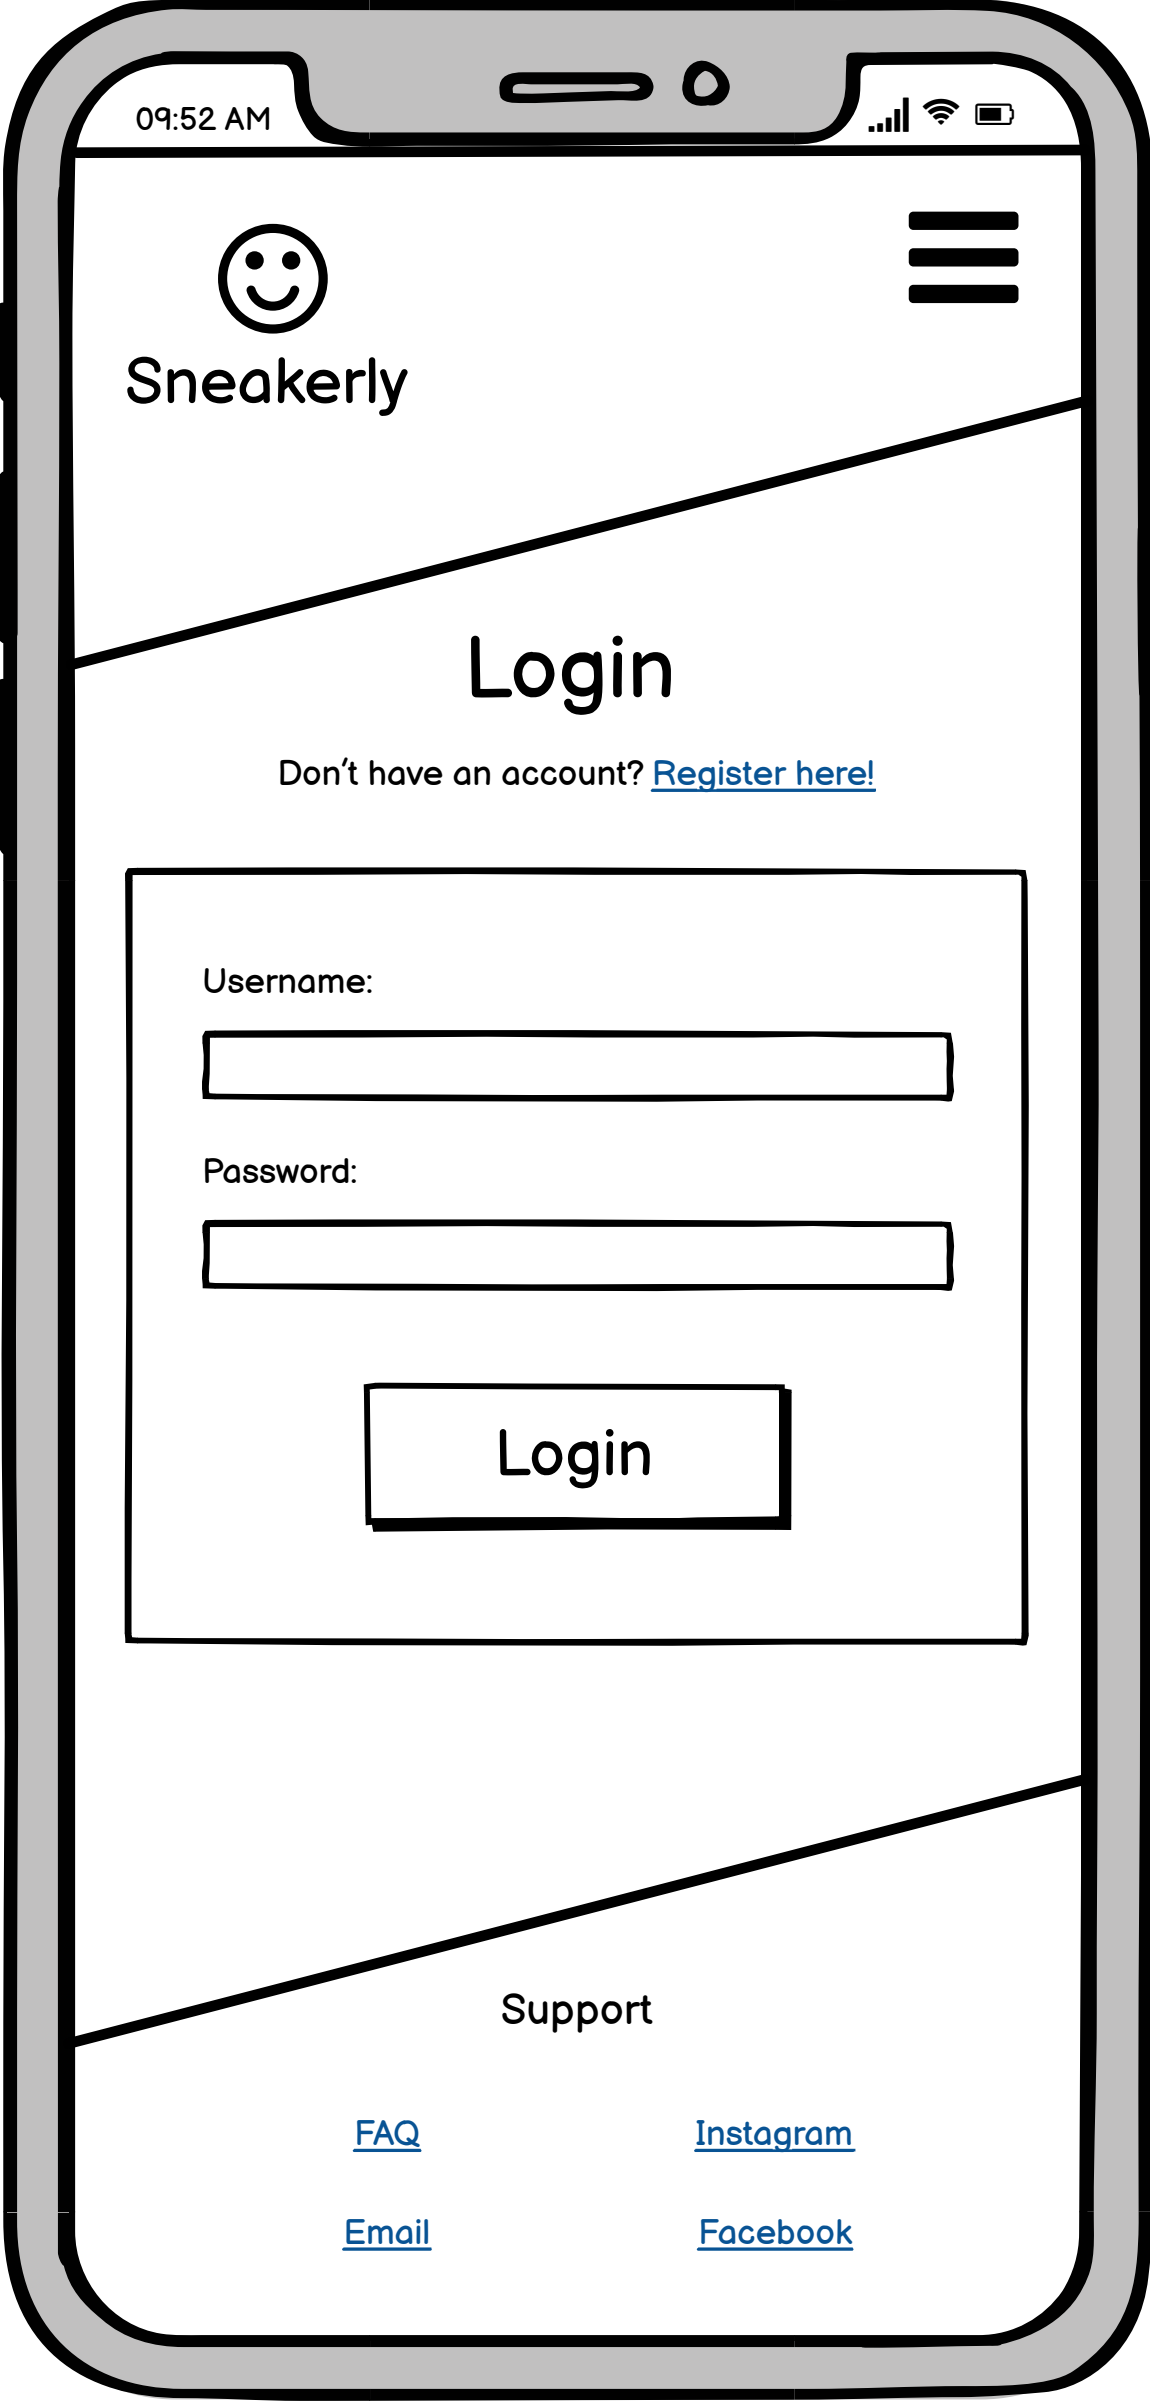 09:52 AM
Sneakerly
Login
Don't have an account? Register here!
Username:
Password:
Login
Support
FAQ Instagram
Email Facebook